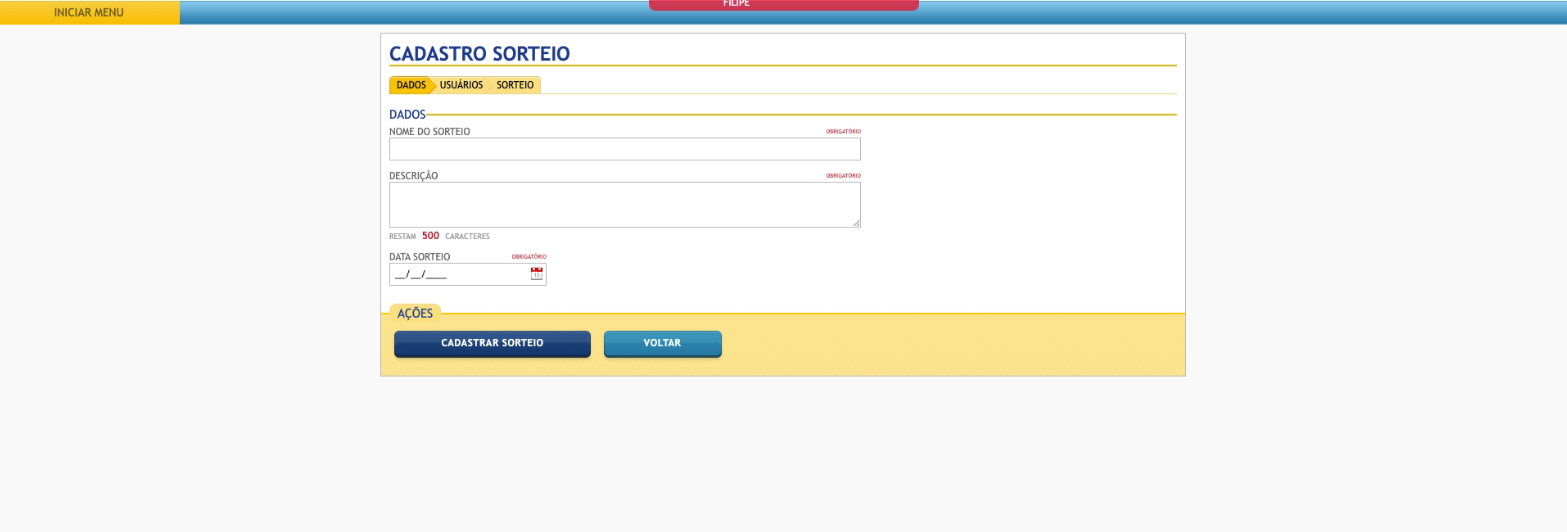 INICIAR MENU
FILIPE
CADASTRO SORTEIO
DADOS USUÁRIOS SORTEIO
DADOS
NOME DO SORTEIO OBRIGATÓRIO
DESCRIÇÃO OBRIGATÓRIO
RESTAM 500 CARACTERES
DATA SORTEIO OBRIGATÓRIO
__/__/____
AÇÕES
CADASTRAR SORTEIO VOLTAR